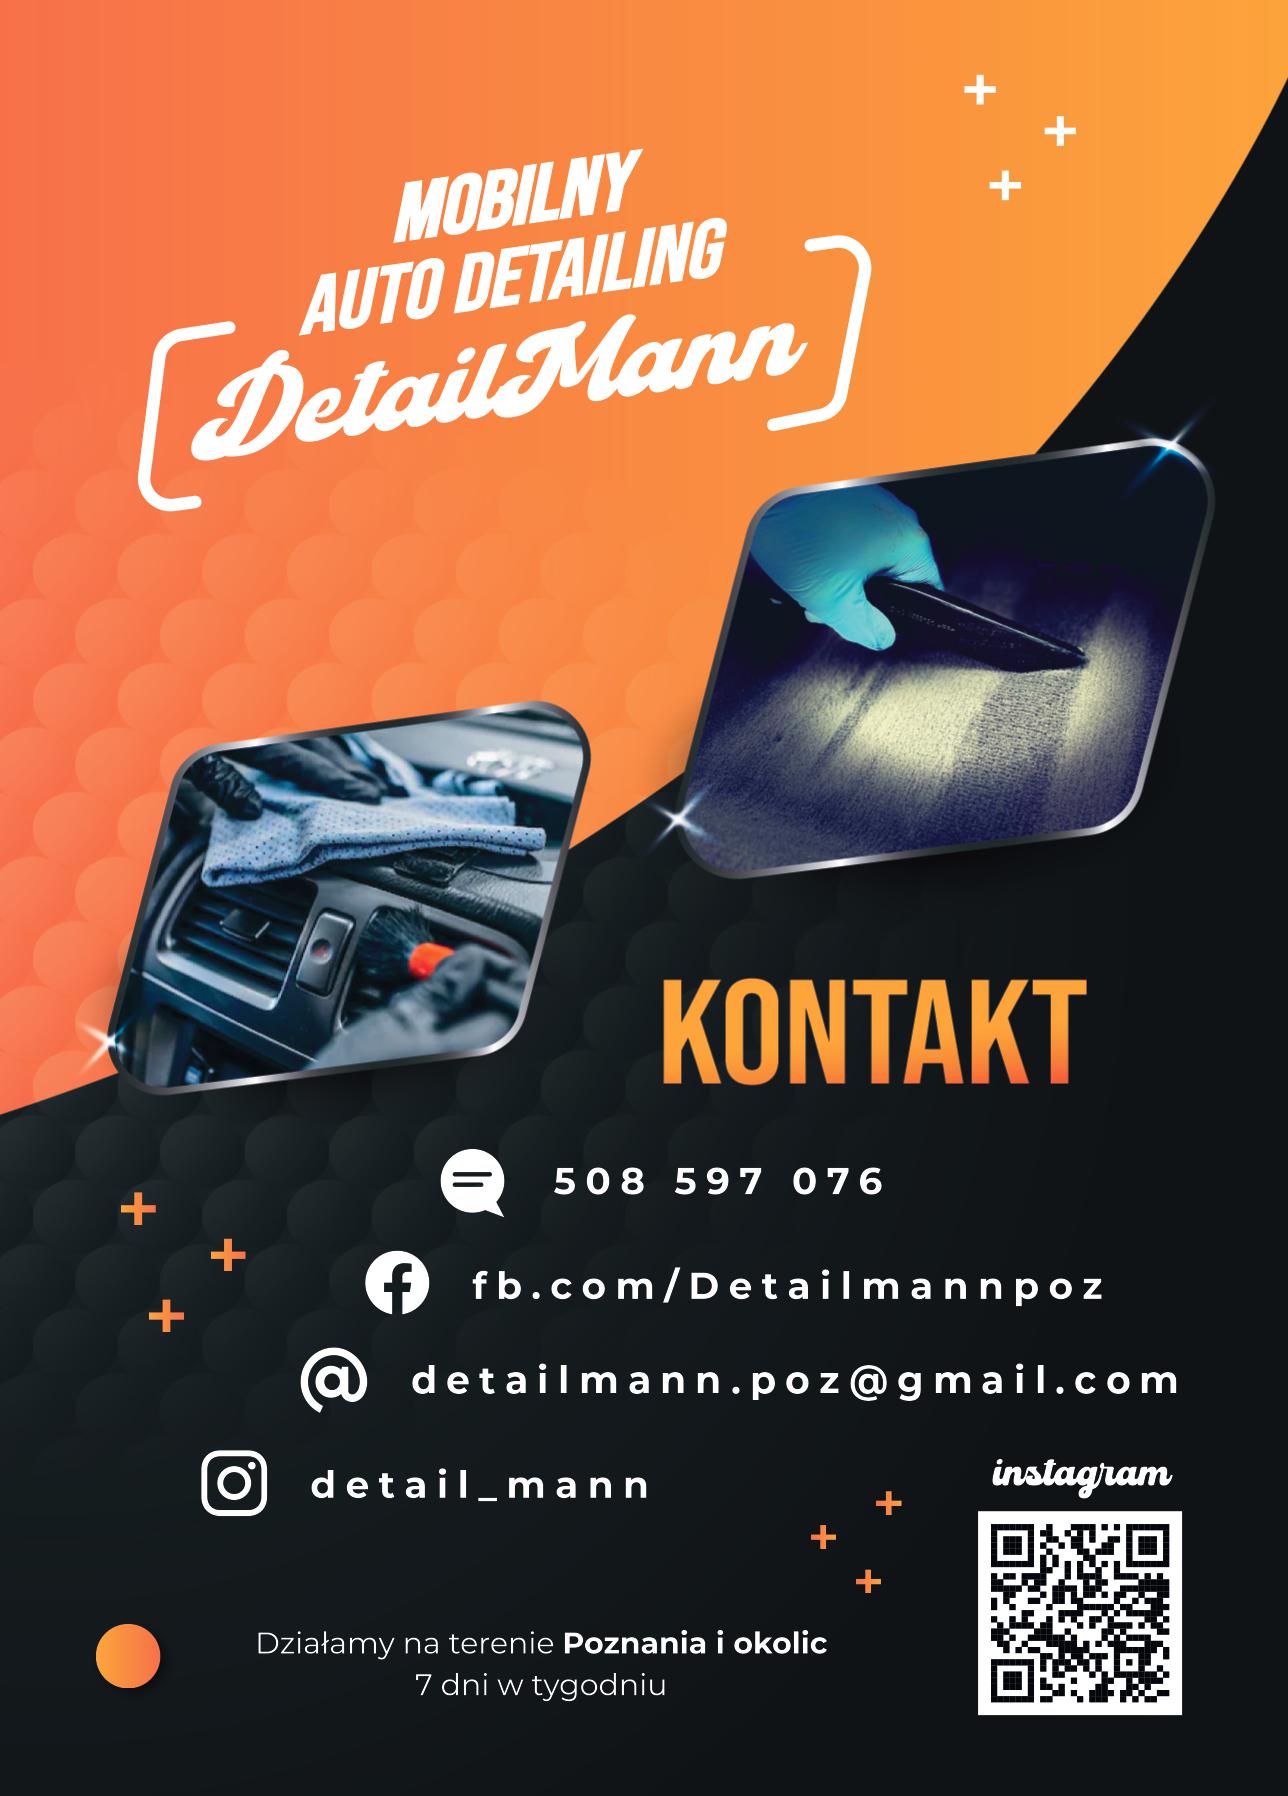 MOBILNY
AUTO DETAILING
DetailMann
KONTAKT
508 597 076
fb.com/Detailmannpoz
detailmann.poz@gmail.com
detail_mann
instagram
Działamy na terenie Poznania i okolic
7 dni w tygodniu